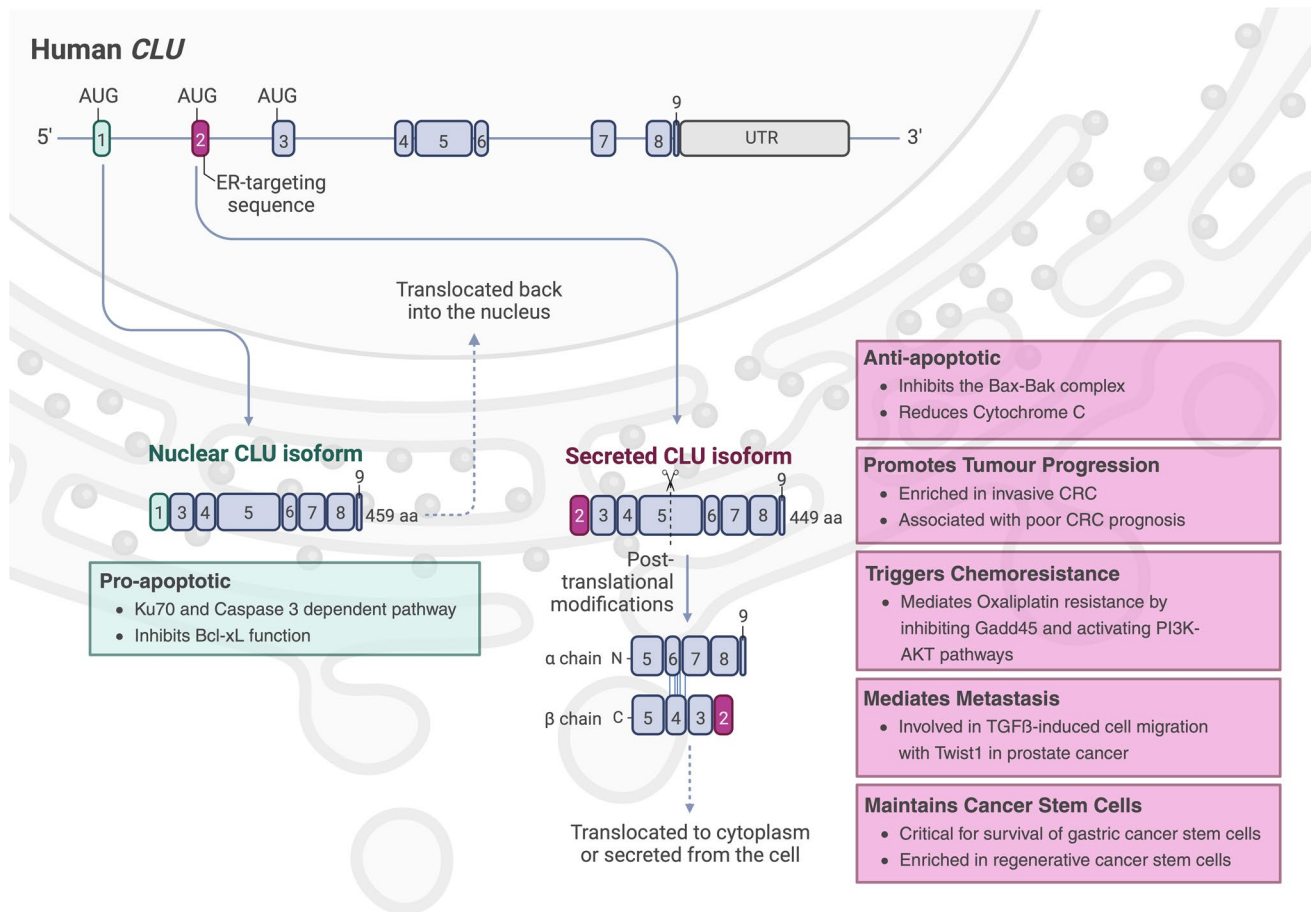 Human CLU
AUG AUG AUG
9
5' 1 2 3 4 5 6 7 8 UTR 3'
ER-targeting
sequence
Translocated back
into the nucleus
Nuclear CLU isoform
9
1 3 4 5 6 7 8 459 aa
Pro-apoptotic
• Ku70 and Caspase 3 dependent pathway
• Inhibits Bcl-xL function
Secreted CLU isoform
9
2 3 4 5 6 7 8 449 aa
Post-
translational
modifications
9
α chain N 5 6 7 8
β chain C 5 4 3 2
Translocated to cytoplasm
or secreted from the cell
Anti-apoptotic
• Inhibits the Bax-Bak complex
• Reduces Cytochrome C
Promotes Tumour Progression
• Enriched in invasive CRC
• Associated with poor CRC prognosis
Triggers Chemoresistance
• Mediates Oxaliplatin resistance by
inhibiting Gadd45 and activating PI3K-
AKT pathways
Mediates Metastasis
• Involved in TGFß-induced cell migration
with Twist1 in prostate cancer
Maintains Cancer Stem Cells
• Critical for survival of gastric cancer stem cells
• Enriched in regenerative cancer stem cells